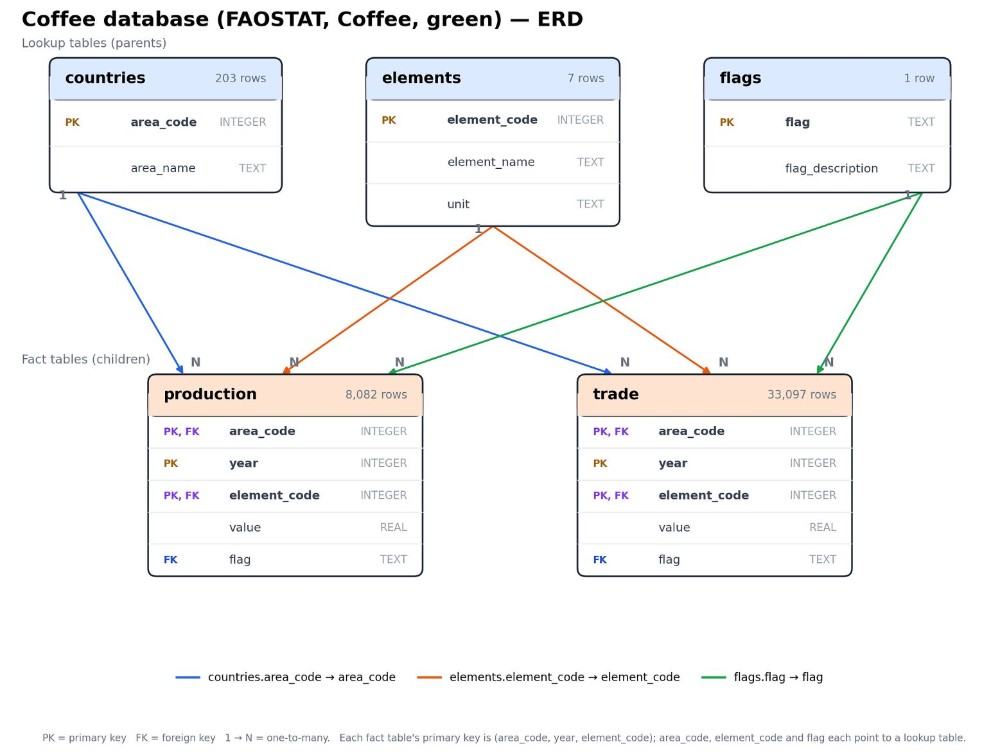 Coffee database (FAOSTAT, Coffee, green) — ERD
Lookup tables (parents)
countries 203 rows
PK area_code INTEGER
area_name TEXT
1
elements 7 rows
PK element_code INTEGER
element_name TEXT
unit TEXT
1
flags 1 row
PK flag TEXT
flag_description TEXT
1
Fact tables (children)
N N N N N N
production 8,082 rows
PK, FK area_code INTEGER
PK year INTEGER
PK, FK element_code INTEGER
value REAL
FK flag TEXT
trade 33,097 rows
PK, FK area_code INTEGER
PK year INTEGER
PK, FK element_code INTEGER
value REAL
FK flag TEXT
countries.area_code → area_code elements.element_code → element_code flags.flag → flag
PK = primary key FK = foreign key 1 → N = one-to-many. Each fact table's primary key is (area_code, year, element_code); area_code, element_code and flag each point to a lookup table.